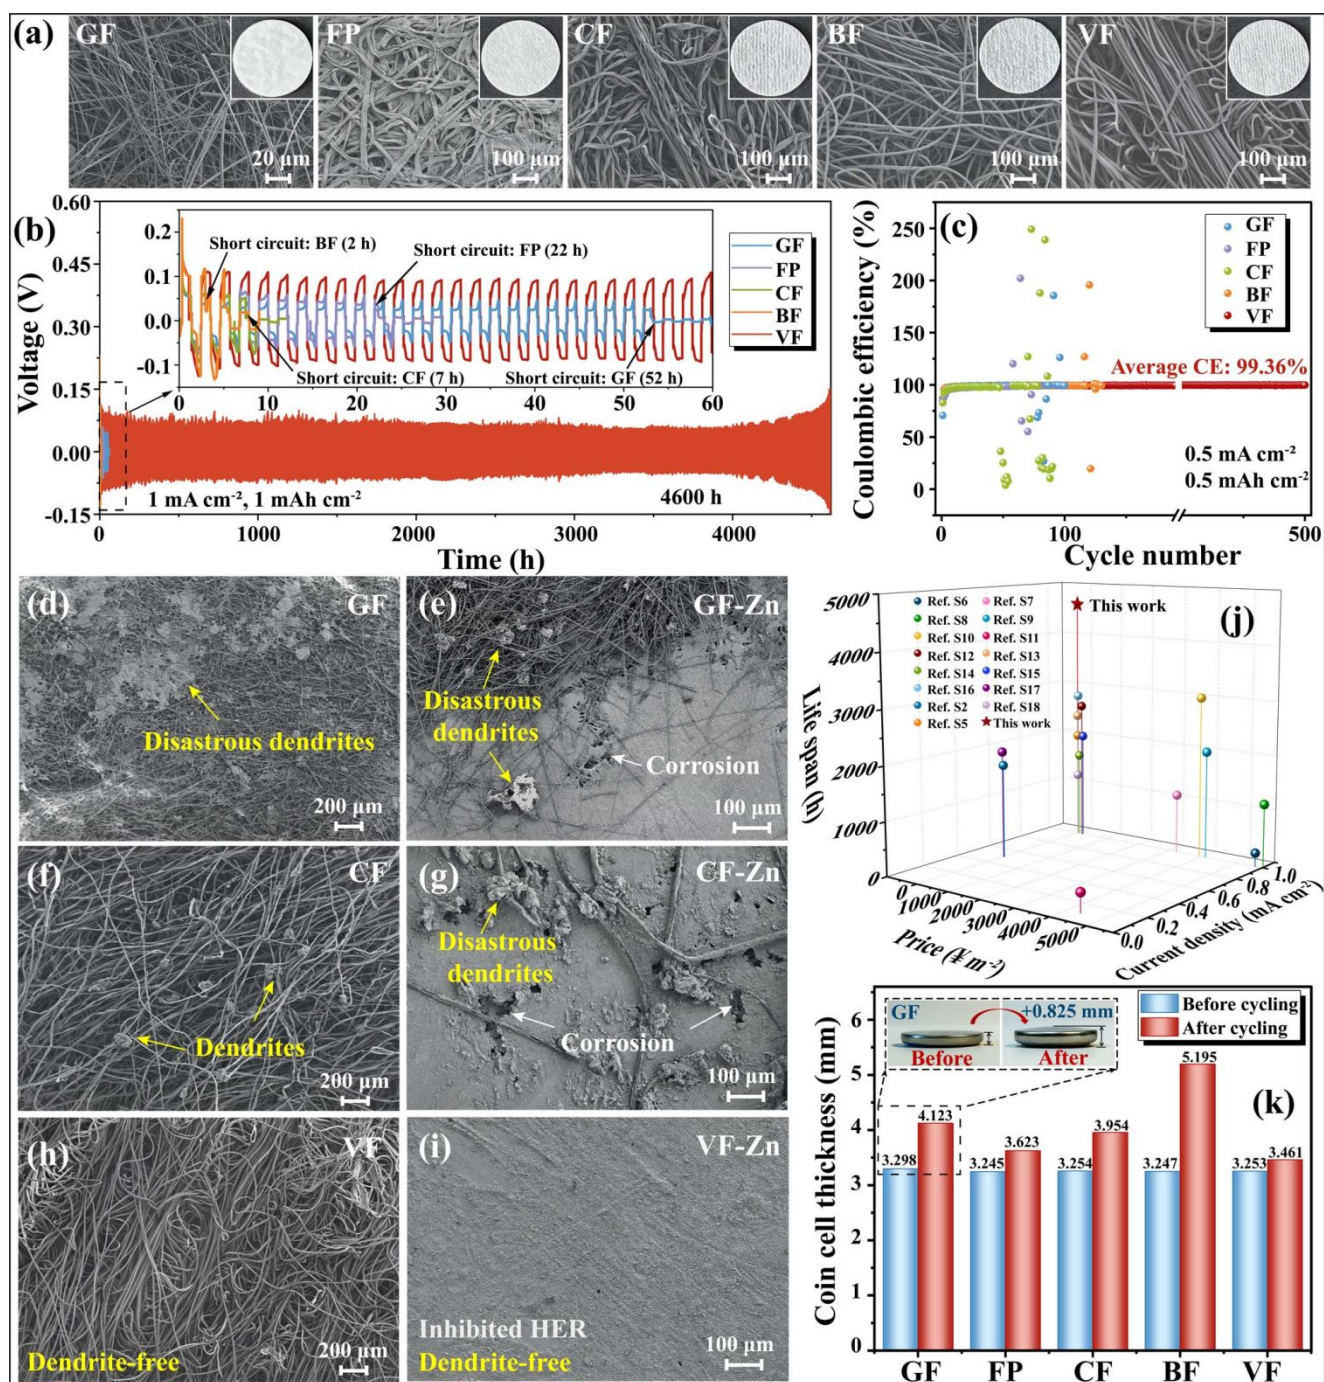 (a)
GF
20 μm
FP
100 μm
CF
100 μm
BF
100 μm
VF
100 μm
(b)
0.60
0.45
0.30
0.15
0.00
-0.15
Voltage (V)
0.2
0.1
0.0
-0.1
Short circuit: BF (2 h)
Short circuit: FP (22 h)
Short circuit: CF (7 h)
Short circuit: GF (52 h)
0 10 20 30 40 50 60
GF
FP
CF
BF
VF
1 mA cm⁻², 1 mAh cm⁻²
4600 h
0 1000 2000 3000 4000
Time (h)
(c)
Coulombic efficiency (%)
250
200
150
100
50
0
GF
FP
CF
BF
VF
Average CE: 99.36%
0.5 mA cm⁻²
0.5 mAh cm⁻²
0 100 500
Cycle number
(d)
GF
Disastrous dendrites
200 μm
(e)
GF-Zn
Disastrous
dendrites
Corrosion
100 μm
(f)
CF
Dendrites
200 μm
(g)
CF-Zn
Disastrous
dendrites
Corrosion
100 μm
(h)
VF
Dendrite-free
200 μm
(i)
VF-Zn
Inhibited HER
Dendrite-free
100 μm
(j)
5000
4000
3000
2000
1000
0
Life span (h)
Ref. S6 Ref. S7
Ref. S8 Ref. S9
Ref. S10 Ref. S11
Ref. S12 Ref. S13
Ref. S14 Ref. S15
Ref. S16 Ref. S17
Ref. S2 Ref. S18
Ref. S5 This work
This work
0 1000 2000 3000 4000 5000
Price (¥ m⁻²)
0.0 0.2 0.4 0.6 0.8 1.0
Current density (mA cm⁻²)
(k)
Coin cell thickness (mm)
6
5
4
3
2
1
0
GF
+0.825 mm
Before
After
Before cycling
After cycling
3.298
4.123
3.245
3.623
3.254
3.954
3.247
5.195
3.253
3.461
GF FP CF BF VF